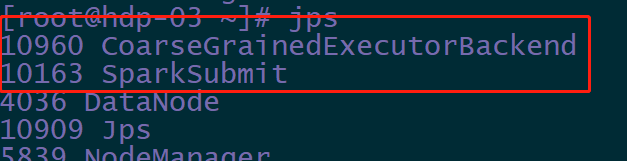 [root@hdp-03 ~]# jps
10960 CoarseGrainedExecutorBackend
10163 SparkSubmit
4036 DataNode
10909 Jps
5839 NodeManager